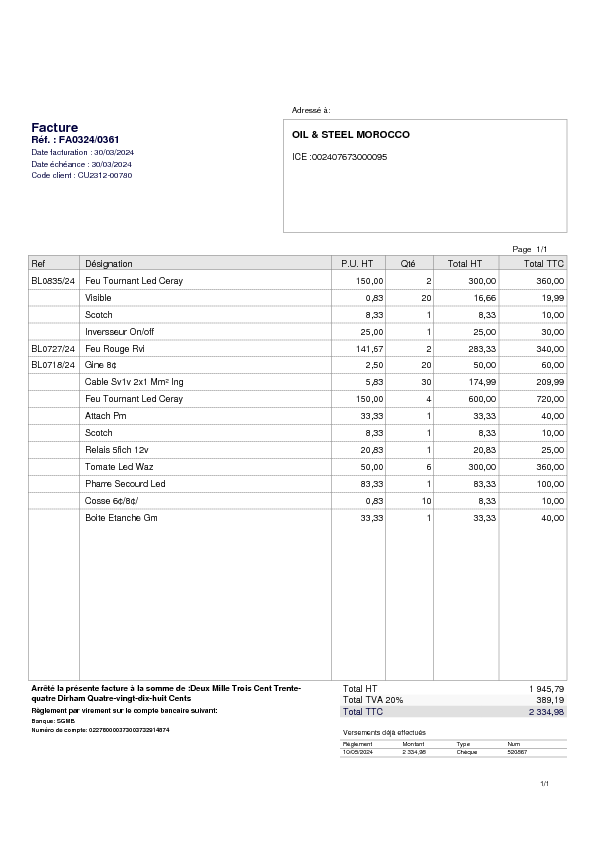 Adressé à:
Facture
Réf. : FA0324/0361
Date facturation : 30/03/2024
Date échéance : 30/03/2024
Code client : CU2312-00780
OIL & STEEL MOROCCO
ICE :002407673000095
Page 1/1
Ref Désignation P.U. HT Qté Total HT Total TTC
BL0835/24 Feu Tournant Led Ceray 150,00 2 300,00 360,00
Visible 0,83 20 16,66 19,99
Scotch 8,33 1 8,33 10,00
Inversseur On/off 25,00 1 25,00 30,00
BL0727/24 Feu Rouge Rvi 141,67 2 283,33 340,00
BL0718/24 Gine 8¢ 2,50 20 50,00 60,00
Cable Sv1v 2x1 Mm² Ing 5,83 30 174,99 209,99
Feu Tournant Led Ceray 150,00 4 600,00 720,00
Attach Pm 33,33 1 33,33 40,00
Scotch 8,33 1 8,33 10,00
Relais 5fich 12v 20,83 1 20,83 25,00
Tomate Led Waz 50,00 6 300,00 360,00
Pharre Secourd Led 83,33 1 83,33 100,00
Cosse 6¢/8¢/ 0,83 10 8,33 10,00
Boite Etanche Gm 33,33 1 33,33 40,00
Arrêté la présente facture à la somme de :Deux Mille Trois Cent Trente-
quatre Dirham Quatre-vingt-dix-huit Cents
Règlement par virement sur le compte bancaire suivant:
Banque: SGMB
Numéro de compte: 022780000373003732914874
Total HT 1 945,79
Total TVA 20% 389,19
Total TTC 2 334,98
Versements déjà effectués
Règlement Montant Type Num
10/05/2024 2 334,98 Chèque 520867
1/1